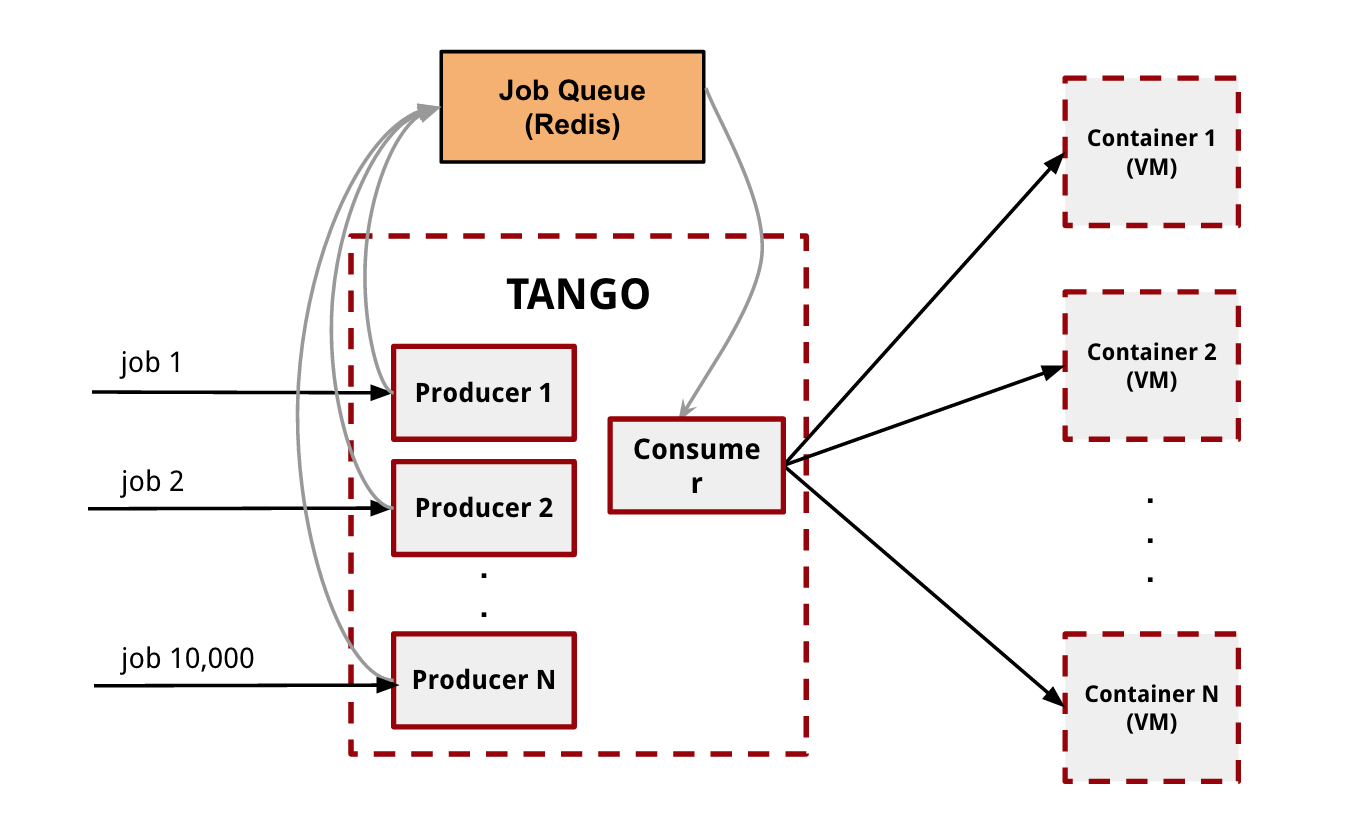 Job Queue
(Redis)
TANGO
job 1
Producer 1
job 2
Producer 2
.
.
job 10,000
Producer N
Consume
r
Container 1
(VM)
Container 2
(VM)
.
.
.
Container N
(VM)